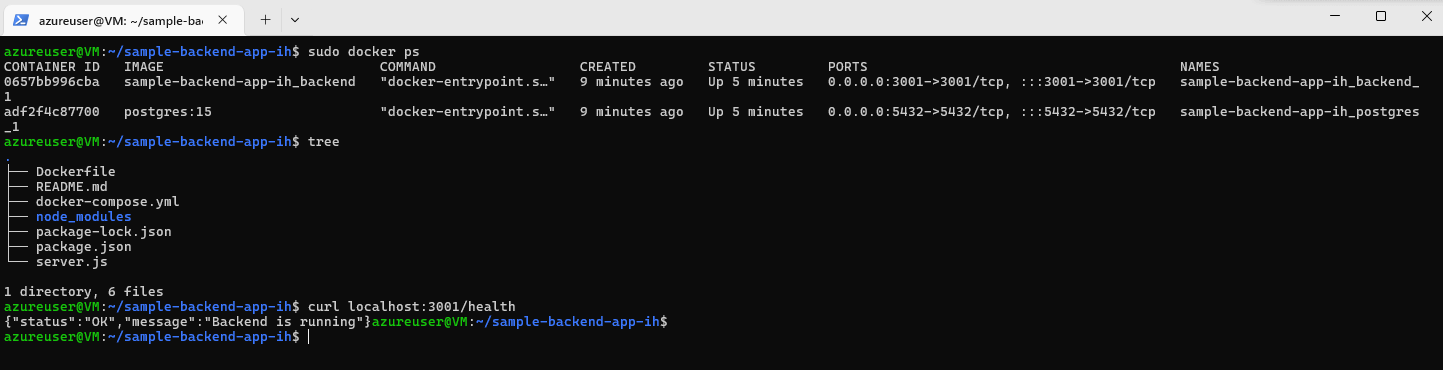 azureuser@VM: ~/sample-bac
azureuser@VM:~/sample-backend-app-ih$ sudo docker ps
CONTAINER ID   IMAGE                           COMMAND                  CREATED         STATUS         PORTS                                       NAMES
0657bb996cba   sample-backend-app-ih_backend   "docker-entrypoint.s…"   9 minutes ago   Up 5 minutes   0.0.0.0:3001->3001/tcp, :::3001->3001/tcp   sample-backend-app-ih_backend_
1
adf2f4c87700   postgres:15                     "docker-entrypoint.s…"   9 minutes ago   Up 5 minutes   0.0.0.0:5432->5432/tcp, :::5432->5432/tcp   sample-backend-app-ih_postgres
_1
azureuser@VM:~/sample-backend-app-ih$ tree
.
├── Dockerfile
├── README.md
├── docker-compose.yml
├── node_modules
├── package-lock.json
├── package.json
└── server.js
1 directory, 6 files
azureuser@VM:~/sample-backend-app-ih$ curl localhost:3001/health
{"status":"OK","message":"Backend is running"}azureuser@VM:~/sample-backend-app-ih$
azureuser@VM:~/sample-backend-app-ih$